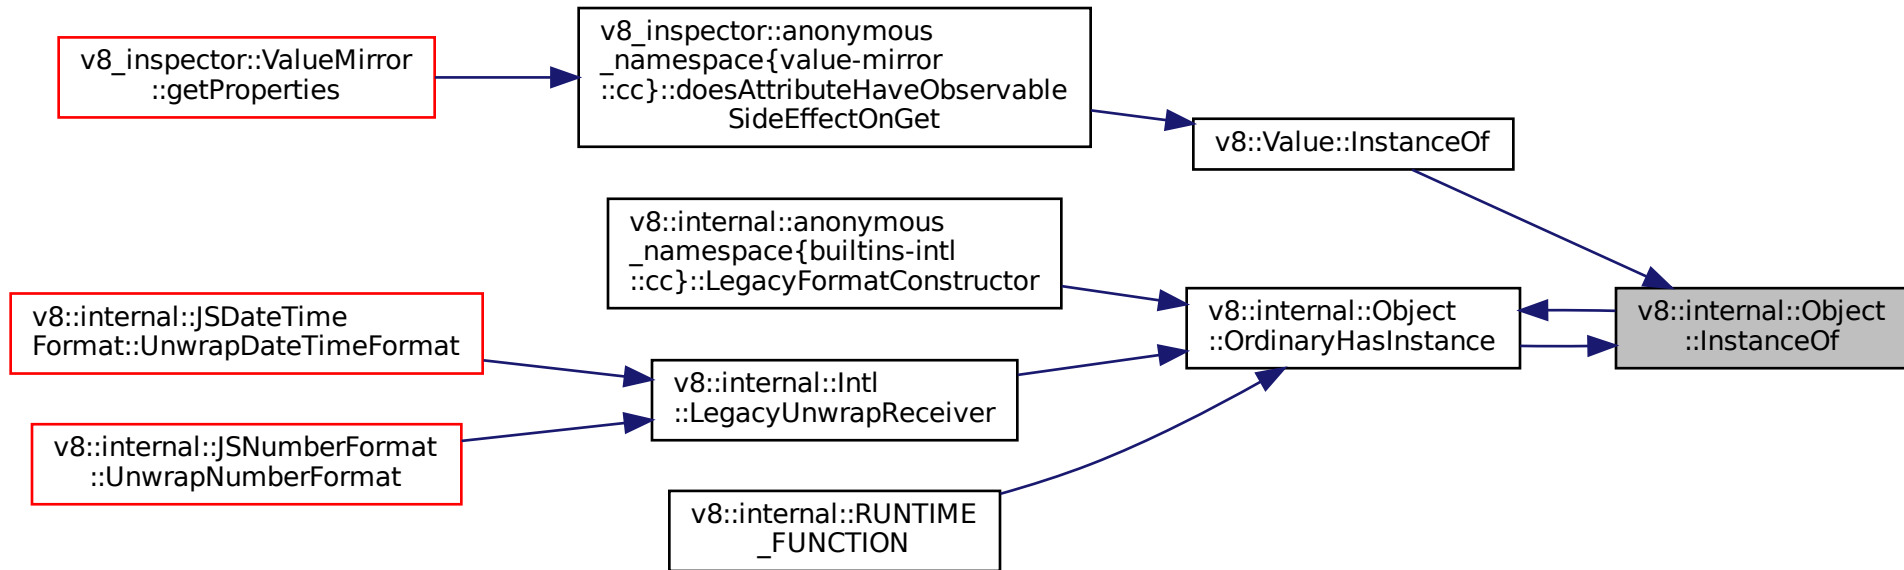 v8_inspector::ValueMirror
::getProperties
v8_inspector::anonymous
_namespace{value-mirror
::cc}::doesAttributeHaveObservable
SideEffectOnGet
v8::Value::InstanceOf
v8::internal::anonymous
_namespace{builtins-intl
::cc}::LegacyFormatConstructor
v8::internal::JSDateTime
Format::UnwrapDateTimeFormat
v8::internal::Intl
::LegacyUnwrapReceiver
v8::internal::Object
::OrdinaryHasInstance
v8::internal::Object
::InstanceOf
v8::internal::JSNumberFormat
::UnwrapNumberFormat
v8::internal::RUNTIME
_FUNCTION